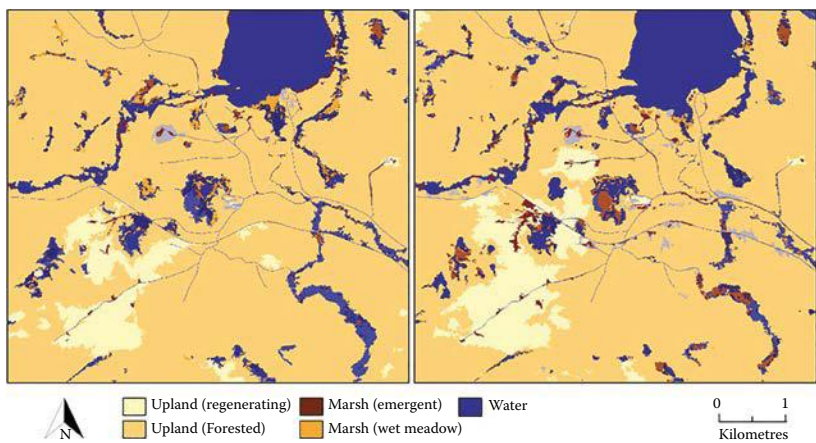 N
Upland (regenerating)
Upland (Forested)
Marsh (emergent)
Marsh (wet meadow)
Water
0 1
Kilometres